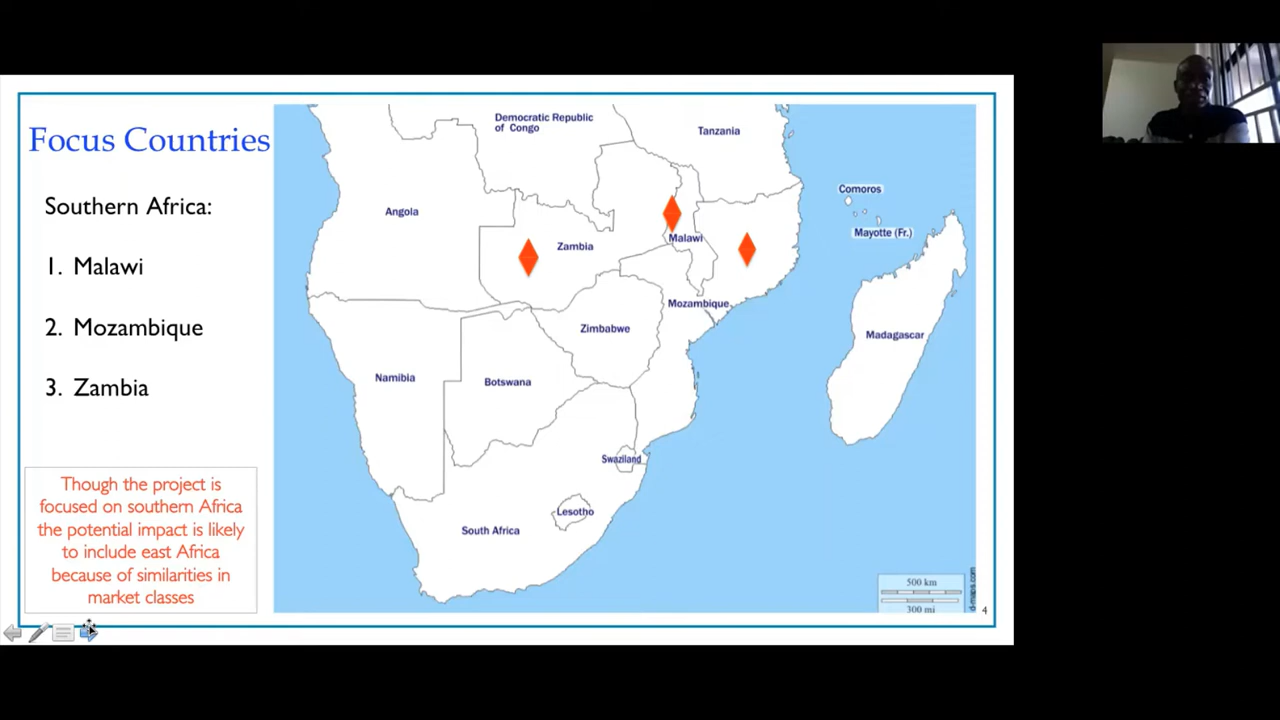 Focus Countries
Southern Africa:
1. Malawi
2. Mozambique
3. Zambia
Though the project is
focused on southern Africa
the potential impact is likely
to include east Africa
because of similarities in
market classes
Democratic Republic
of Congo
Tanzania
Comoros
Mayotte (Fr.)
Angola
Zambia
Malawi
Mozambique
Zimbabwe
Madagascar
Namibia
Botswana
Swaziland
Lesotho
South Africa
500 km
300 mi
d-maps.com
4